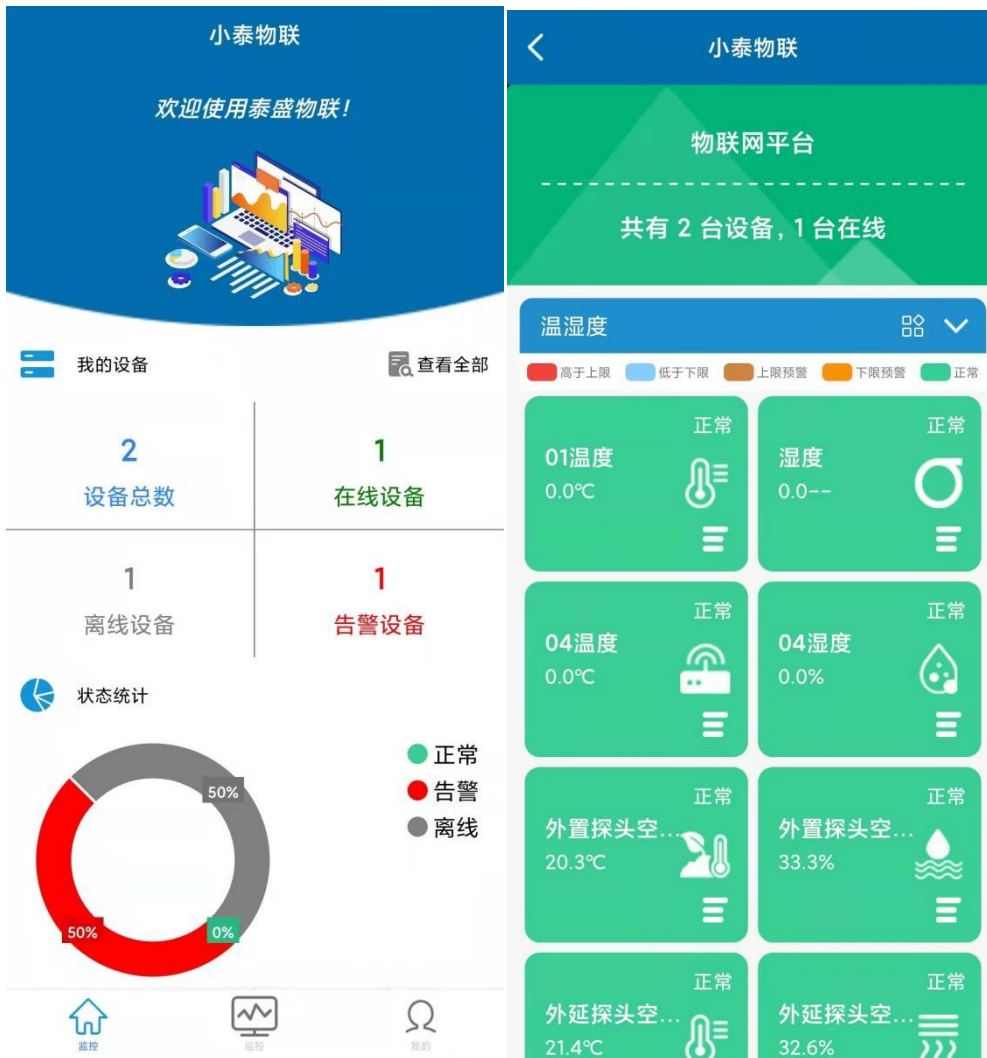 小泰物联
欢迎使用泰盛物联!
我的设备
查看全部
2
设备总数
1
在线设备
1
离线设备
1
告警设备
状态统计
正常
告警
离线
50%
50%
0%
监控
监控
我的
小泰物联
物联网平台
共有 2 台设备, 1 台在线
温湿度
高于上限 低于下限 上限预警 下限预警 正常
正常
01温度
0.0℃
正常
湿度
0.0--
正常
04温度
0.0℃
正常
04湿度
0.0%
正常
外置探头空...
20.3℃
正常
外置探头空...
33.3%
正常
外延探头空...
21.4℃
正常
外延探头空...
32.6%